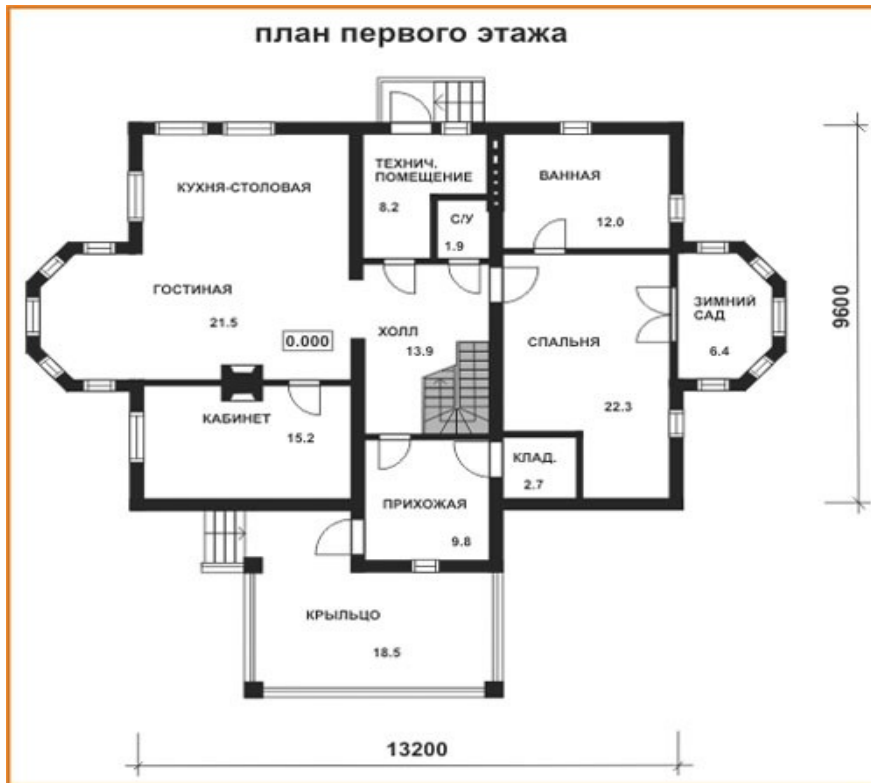 план первого этажа
ТЕХНИЧ.
ПОМЕЩЕНИЕ
8.2
КУХНЯ-СТОЛОВАЯ
ВАННАЯ
12.0
С/У
1.9
ГОСТИНАЯ
21.5
0.000
ХОЛЛ
13.9
СПАЛЬНЯ
22.3
ЗИМНИЙ
САД
6.4
9600
КАБИНЕТ
15.2
КЛАД.
2.7
ПРИХОЖАЯ
9.8
КРЫЛЬЦО
18.5
13200